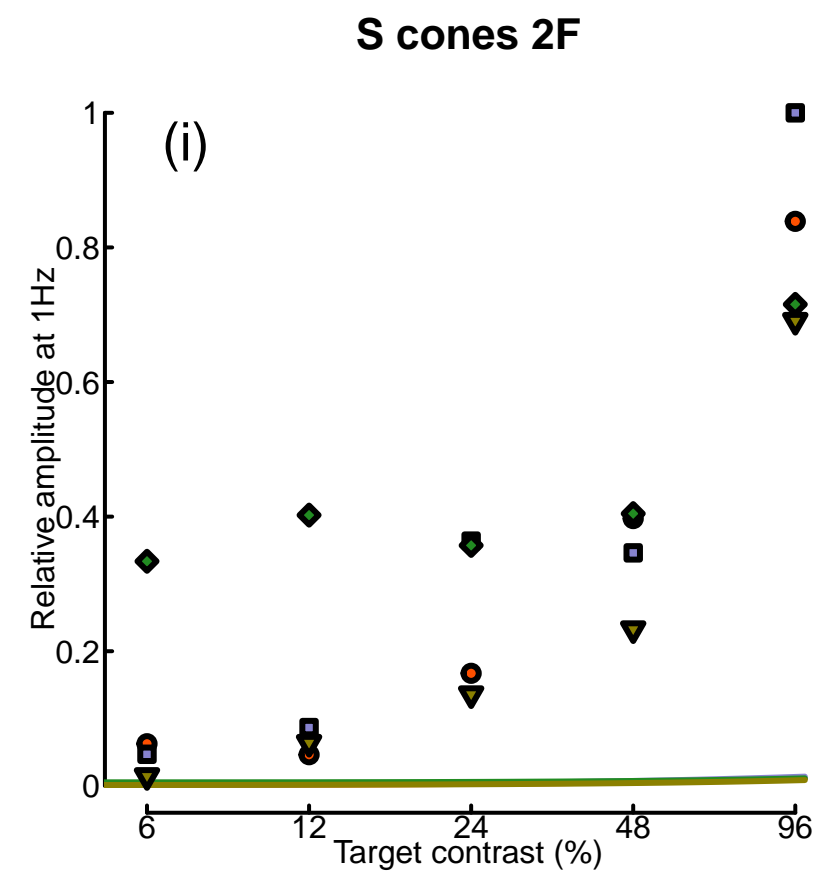 S cones 2F
(i)
Relative amplitude at 1Hz
1
0.8
0.6
0.4
0.2
0
6 12 24 48 96
Target contrast (%)